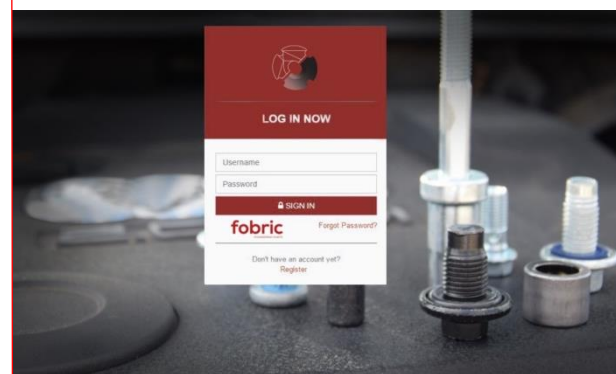 LOG IN NOW
Username
Password
SIGN IN
fobric
Forgot Password?
Don't have an account yet?
Register